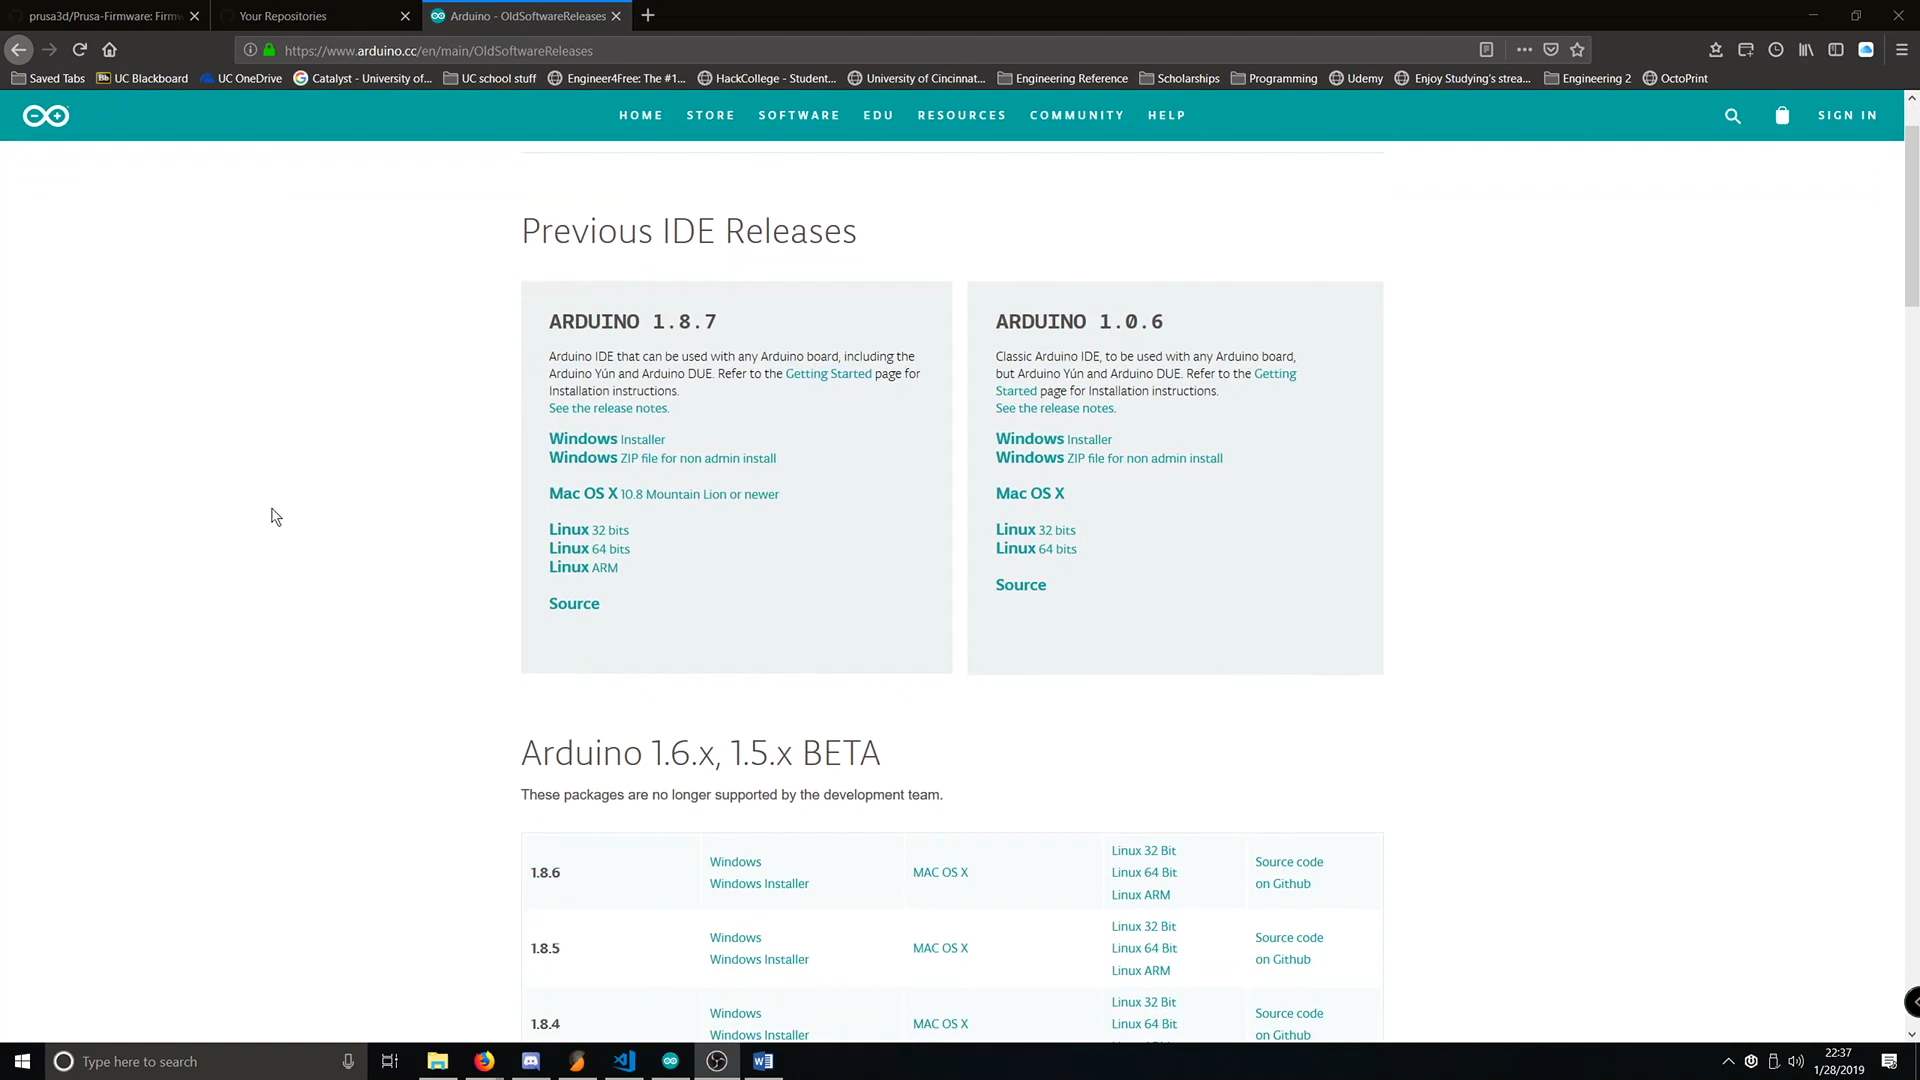 prusa3d/Prusa-Firmware: Firmw
Your Repositories
Arduino - OldSoftwareReleases
https://www.arduino.cc/en/main/OldSoftwareReleases
Saved Tabs
Bb UC Blackboard
UC OneDrive
Catalyst - University of...
UC school stuff
Engineer4Free: The #1...
HackCollege - Student...
University of Cincinnat...
Engineering Reference
Scholarships
Programming
Udemy
Enjoy Studying's strea...
Engineering 2
OctoPrint
HOME STORE SOFTWARE EDU RESOURCES COMMUNITY HELP
SIGN IN
Previous IDE Releases
ARDUINO 1.8.7
Arduino IDE that can be used with any Arduino board, including the
Arduino Yún and Arduino DUE. Refer to the Getting Started page for
Installation instructions.
See the release notes.
Windows Installer
Windows ZIP file for non admin install
Mac OS X 10.8 Mountain Lion or newer
Linux 32 bits
Linux 64 bits
Linux ARM
Source
ARDUINO 1.0.6
Classic Arduino IDE, to be used with any Arduino board,
but Arduino Yún and Arduino DUE. Refer to the Getting
Started page for Installation instructions.
See the release notes.
Windows Installer
Windows ZIP file for non admin install
Mac OS X
Linux 32 bits
Linux 64 bits
Source
Arduino 1.6.x, 1.5.x BETA
These packages are no longer supported by the development team.
1.8.6
Windows
Windows Installer
MAC OS X
Linux 32 Bit
Linux 64 Bit
Linux ARM
Source code
on Github
1.8.5
Windows
Windows Installer
MAC OS X
Linux 32 Bit
Linux 64 Bit
Linux ARM
Source code
on Github
1.8.4
Windows
Windows Installer
MAC OS X
Linux 32 Bit
Linux 64 Bit
Source code
on Github
Type here to search
22:37
1/28/2019